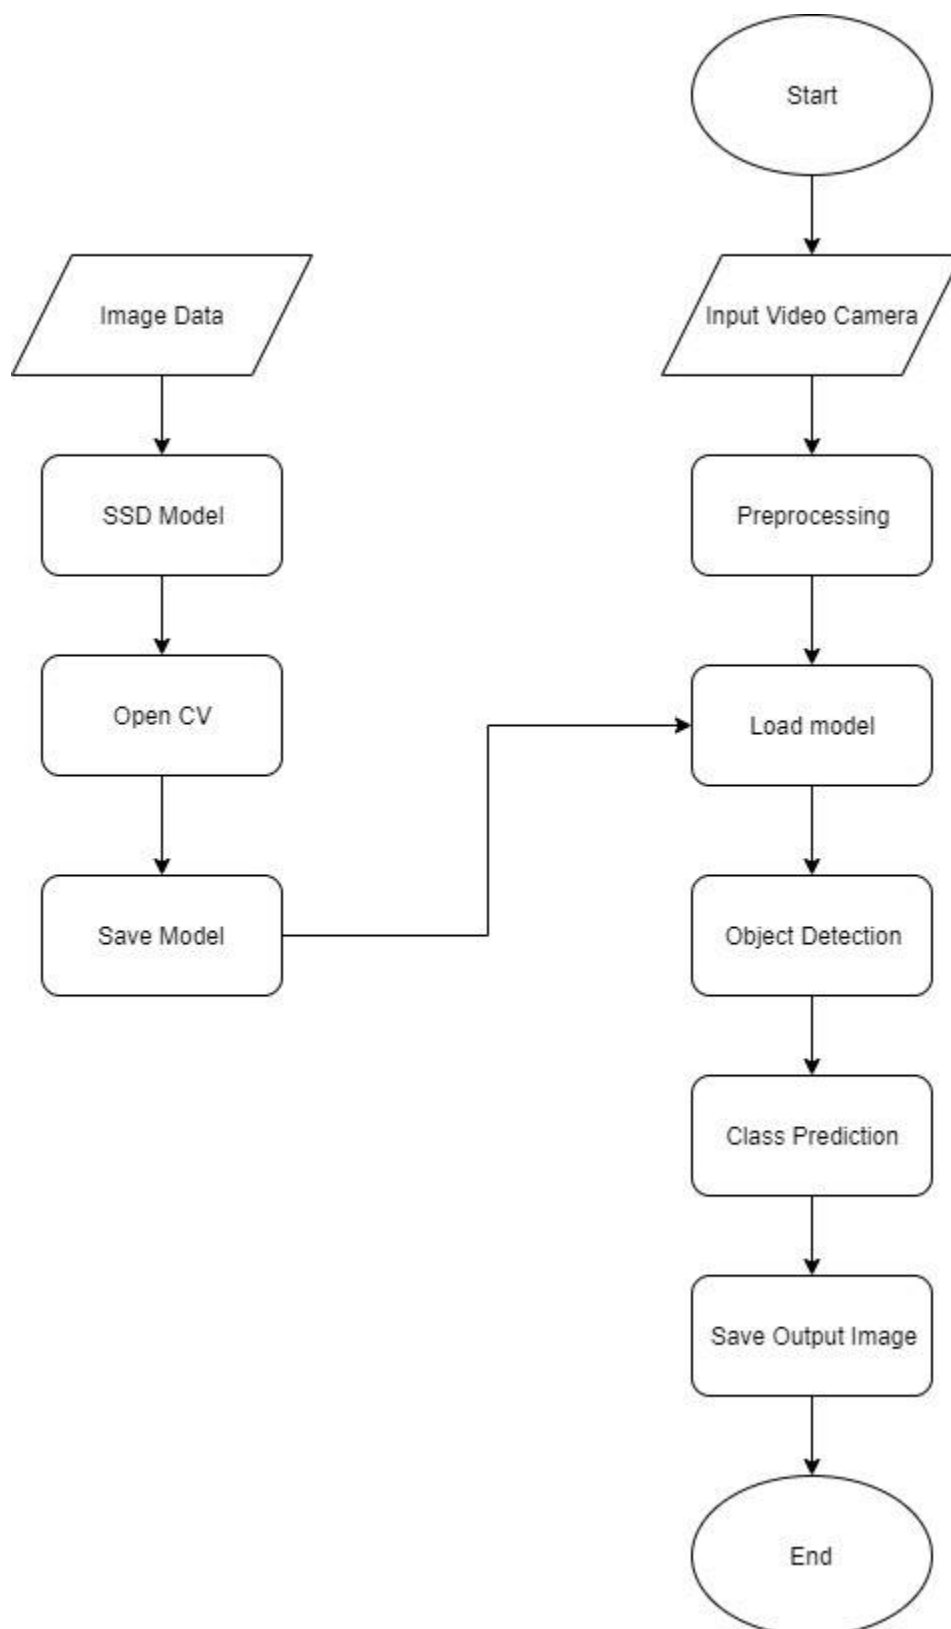 Start
Image Data
Input Video Camera
SSD Model
Preprocessing
Open CV
Load model
Save Model
Object Detection
Class Prediction
Save Output Image
End